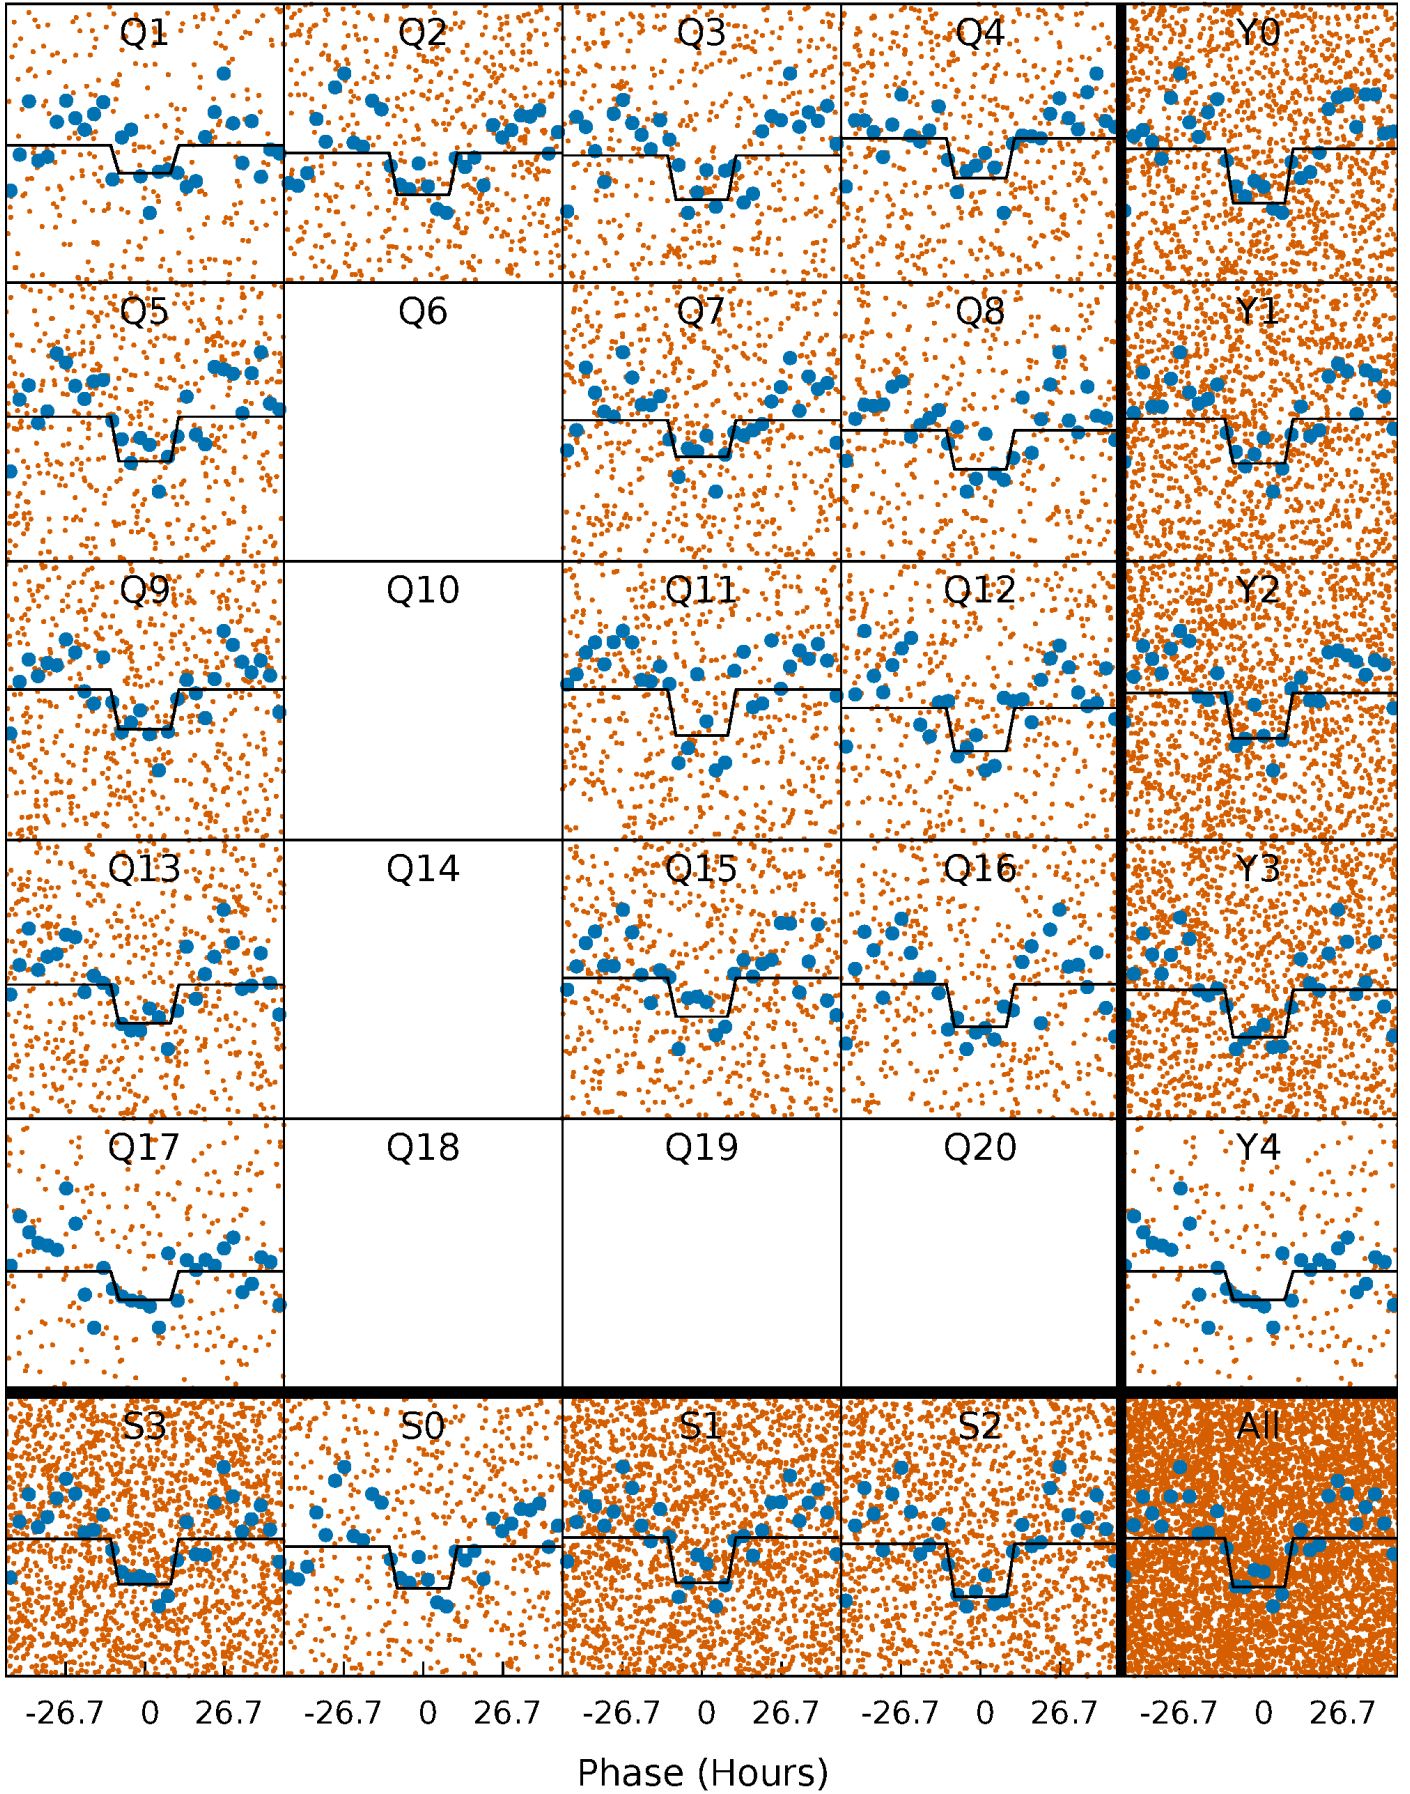 Q1 Q2 Q3 Q4 Y0
Q5 Q6 Q7 Q8 Y1
Q9 Q10 Q11 Q12 Y2
Q13 Q14 Q15 Q16 Y3
Q17 Q18 Q19 Q20 Y4
S3 S0 S1 S2 All
-26.7 0 26.7 -26.7 0 26.7 -26.7 0 26.7 -26.7 0 26.7 -26.7 0 26.7
Phase (Hours)